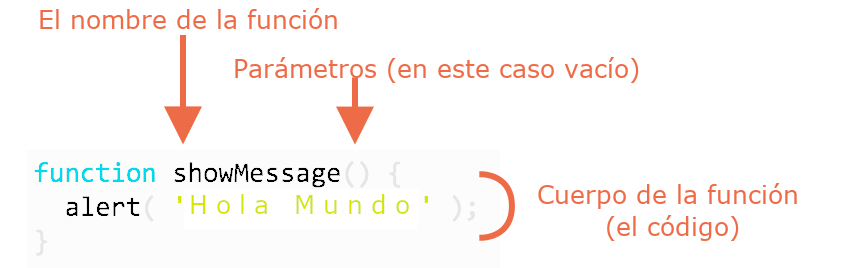 El nombre de la función
Parámetros (en este caso vacío)
function showMessage() {
alert( 'Hola Mundo' );
}
Cuerpo de la función
(el código)